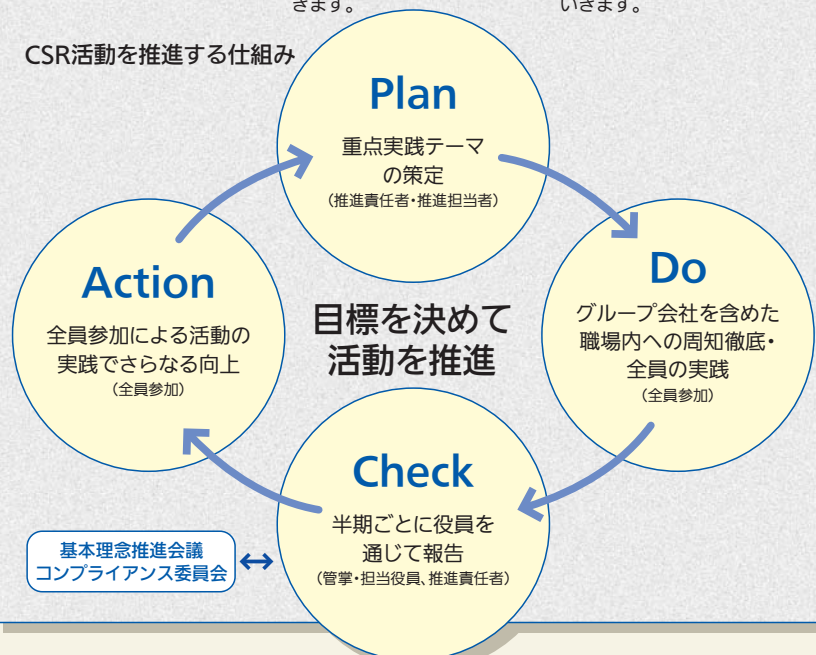 きます。
いきます。
CSR活動を推進する仕組み
Plan
重点実践テーマ
の策定
（推進責任者・推進担当者）
Do
グループ会社を含めた
職場内への周知徹底・
全員の実践
（全員参加）
Action
全員参加による活動の
実践でさらなる向上
（全員参加）
目標を決めて
活動を推進
Check
半期ごとに役員を
通じて報告
（管掌・担当役員、推進責任者）
基本理念推進会議
コンプライアンス委員会